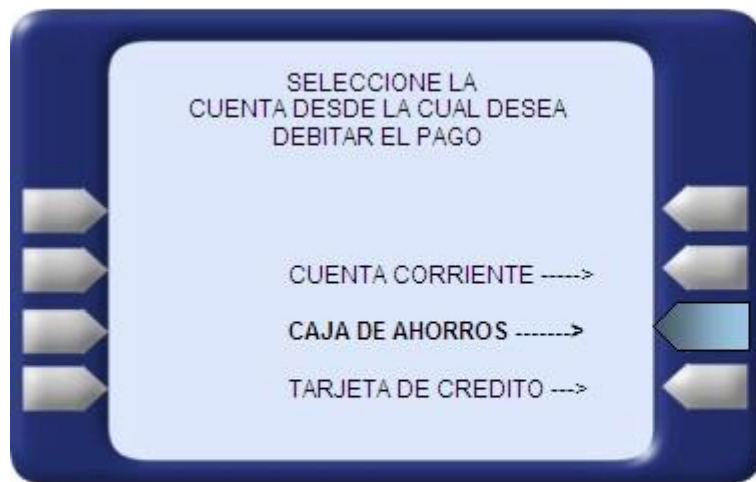 SELECCIONE LA
CUENTA DESDE LA CUAL DESEA
DEBITAR EL PAGO
CUENTA CORRIENTE ----->
CAJA DE AHORROS ------->
TARJETA DE CREDITO --->